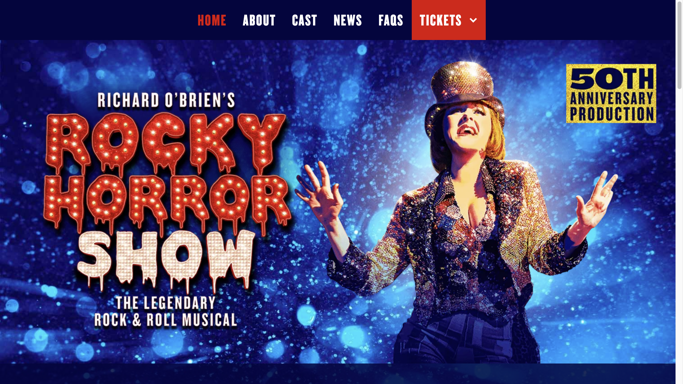 HOME ABOUT CAST NEWS FAQS TICKETS
RICHARD O'BRIEN'S
ROCKY
HORROR
SHOW
THE LEGENDARY
ROCK & ROLL MUSICAL
50TH
ANNIVERSARY
PRODUCTION